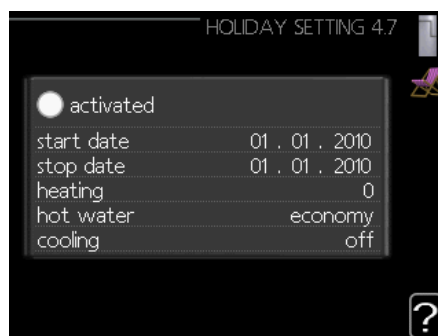 HOLIDAY SETTING 4.7
activated
start date 01 . 01 . 2010
stop date 01 . 01 . 2010
heating 0
hot water economy
cooling off
?